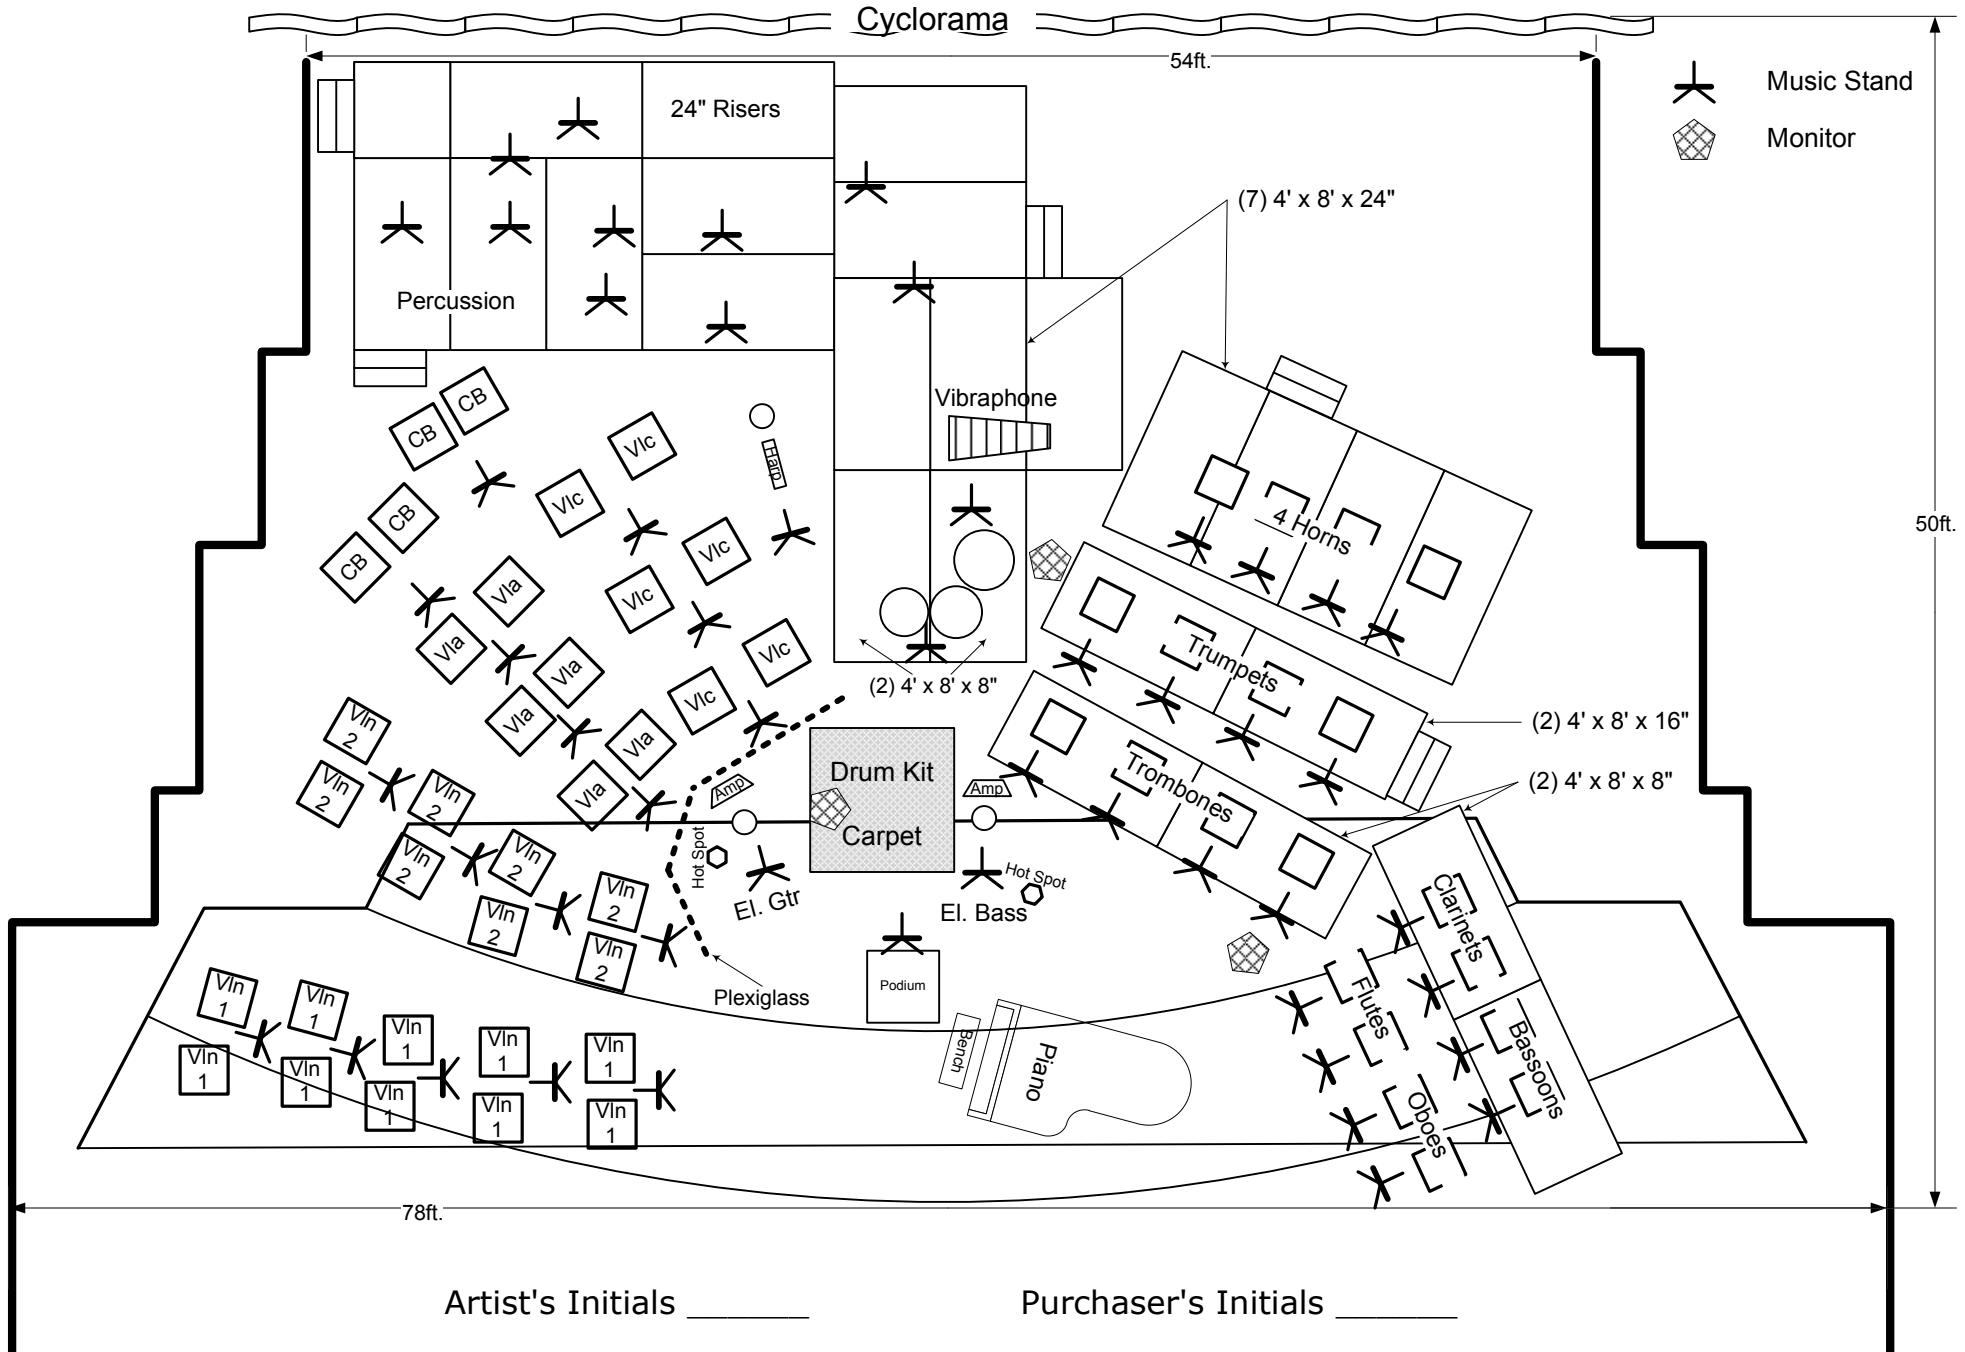 Cyclorama
54ft.
Music Stand
Monitor
24" Risers
(7) 4' x 8' x 24"
Percussion
Vibraphone
CB
CB
CB
CB
Vlc
Vlc
Vlc
Vlc
Vlc
Vlc
Harp
4 Horns
50ft.
Vla
Vla
Vla
Vla
Vla
Vla
Trumpets
(2) 4' x 8' x 8"
(2) 4' x 8' x 16"
Vln
2
Vln
2
Vln
2
Vln
2
Vln
2
Vln
2
Vln
2
Vln
2
Amp
Drum Kit
Carpet
Amp
Trombones
(2) 4' x 8' x 8"
Hot Spot
El. Gtr
Hot Spot
El. Bass
Clarinets
Plexiglass
Podium
Flutes
Bassoons
Oboes
Vln
1
Vln
1
Vln
1
Vln
1
Vln
1
Vln
1
Vln
1
Vln
1
Vln
1
Vln
1
Bench
Piano
78ft.
Artist's Initials ______
Purchaser's Initials ______